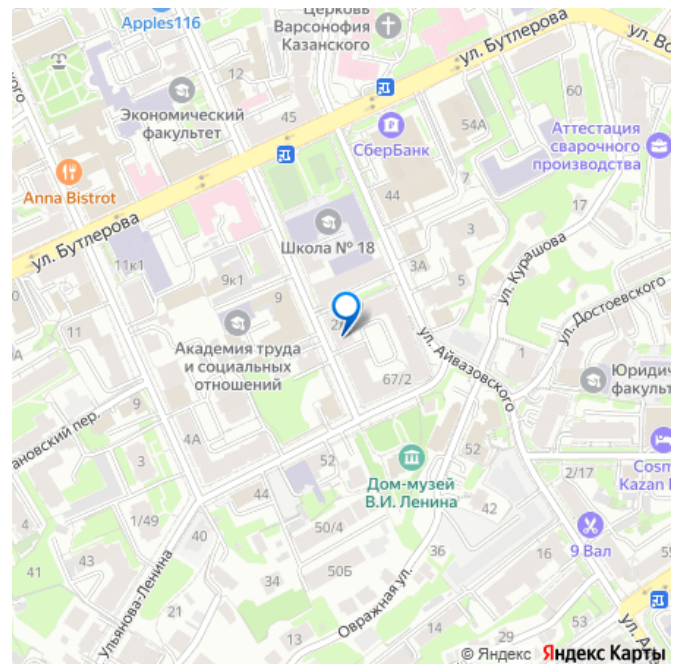 Apples116
Церковь
Варсонофия
Казанского
ул. Бутлерова
12
Экономический
факультет
45
60
СберБанк
54А
Аттестация
сварочного
производства
Anna Bistrot
7
44
17
ул. Бутлерова
Школа № 18
11к1
9к1
9
3А
5
3
ул. Курашова
ул. Достоевского
10
11
Академия труда
и социальных
отношений
ул. Айвазовского
1
67/2
9
4А
3
52
52
44
Дом-музей
В.И. Ленина
42
2/17
Kazan
1/49
40
50/4
9 Вал
41
43
34
50Б
36
16
55
Ульянова-Ленина
21
13
Овражная ул.
14
29
53
© Яндекс Яндекс Карты